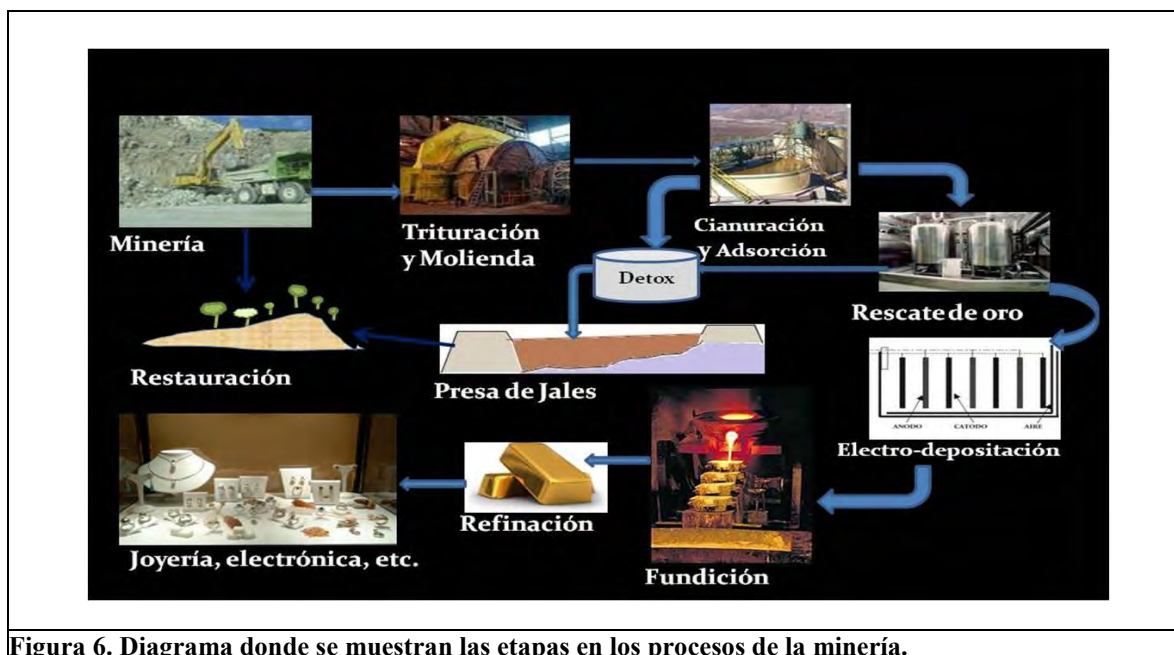 Minería
Trituración
y Molienda
Cianuración
y Adsorción
Detox
Rescate de oro
Restauración
Presa de Jales
ANODO CATODO AIRE
Electro-depositación
Refinación
Joyería, electrónica, etc.
Fundición
Figura 6. Diagrama donde se muestran las etapas en los procesos de la minería.